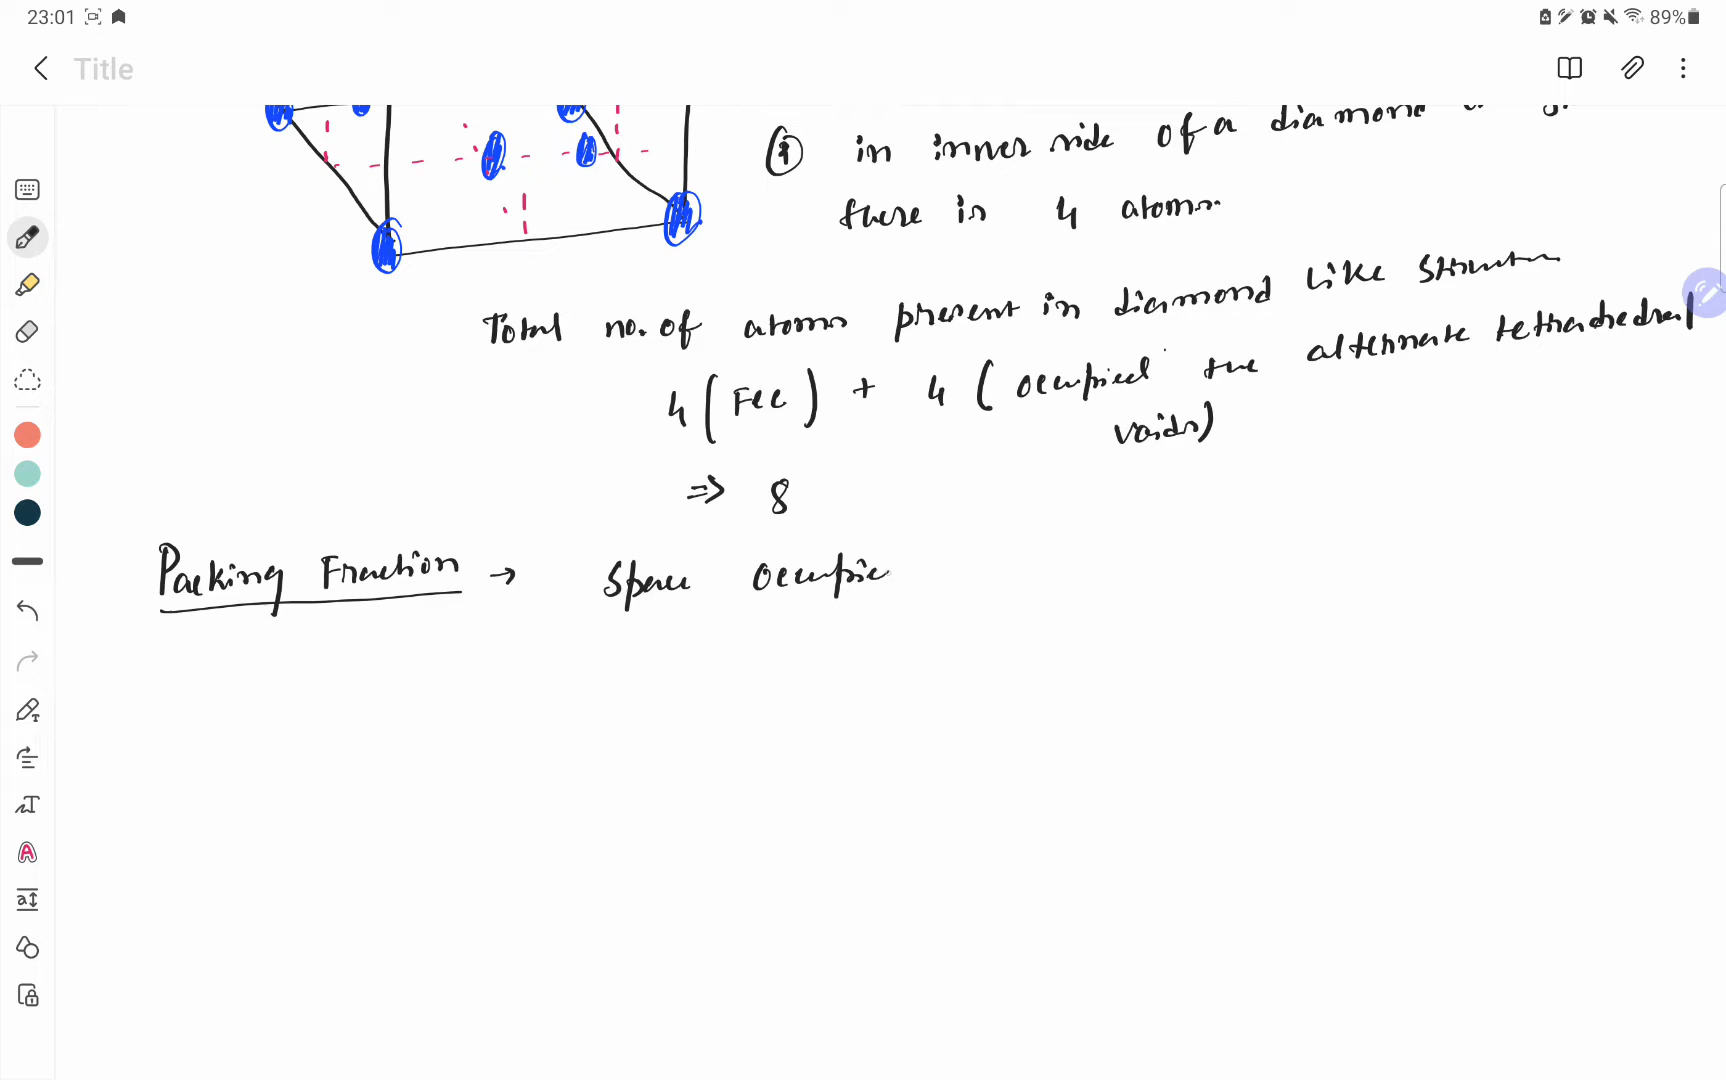 23:01 89%
Title
in inner side of a diamond
there is 4 atoms.
Total no. of atoms present in diamond like structure
4 (FCC) + 4 ( occupied the alternate tetrahedral
voids)
⇒ 8
Packing Fraction → Space Occupie